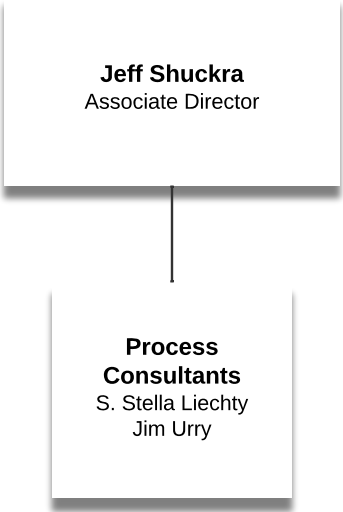 Jeff Shuckra
Associate Director
Process
Consultants
S. Stella Liechty
Jim Urry